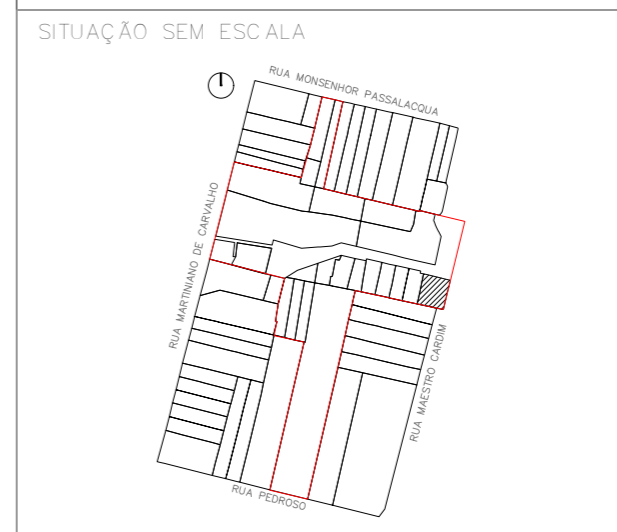 SITUAÇÃO SEM ESCALA
RUA MONSENHOR PASSALACQUA
RUA MARTINIANO DE CARVALHO
RUA MAESTRO CARDIM
RUA PEDROSO